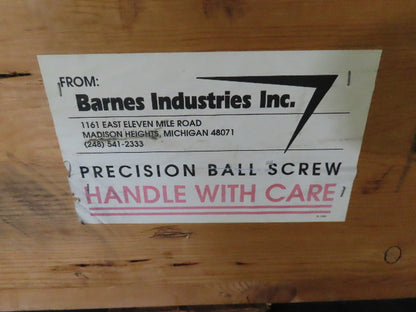 FROM:
Barnes Industries Inc.
1161 EAST ELEVEN MILE ROAD
MADISON HEIGHTS, MICHIGAN 48071
(248) 541-2333
PRECISION BALL SCREW
HANDLE WITH CARE